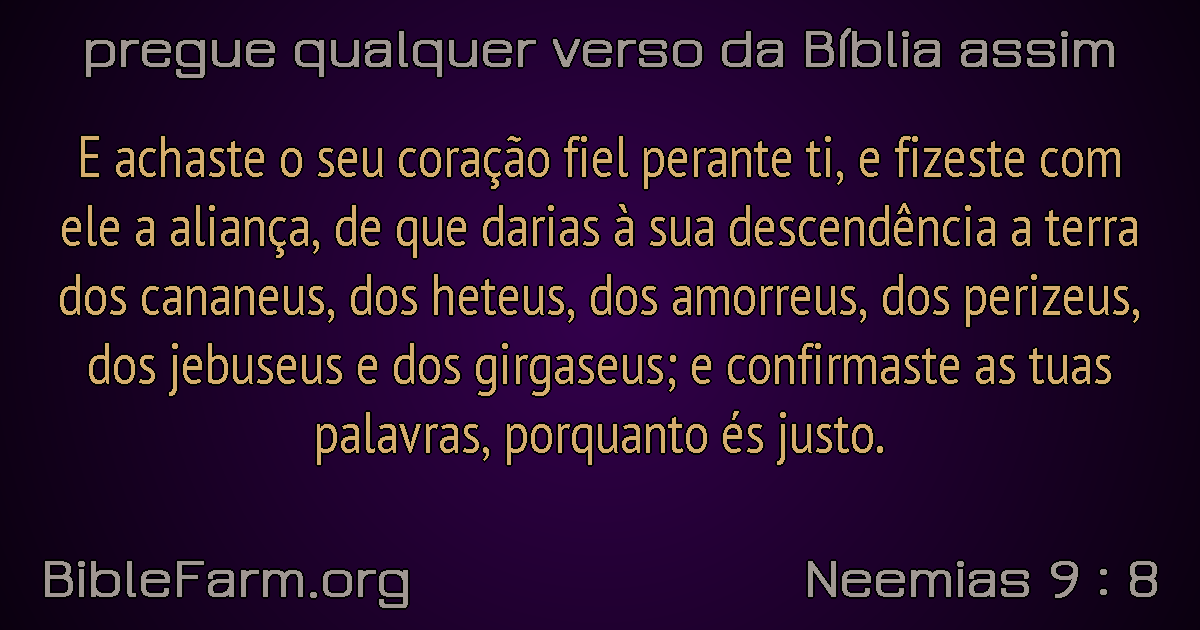 pregue qualquer verso da Bíblia assim
E achaste o seu coração fiel perante ti, e fizeste com
ele a aliança, de que darias à sua descendência a terra
dos cananeus, dos heteus, dos amorreus, dos perizeus,
dos jebuseus e dos girgaseus; e confirmaste as tuas
palavras, porquanto és justo.
BibleFarm.org
Neemias 9 : 8